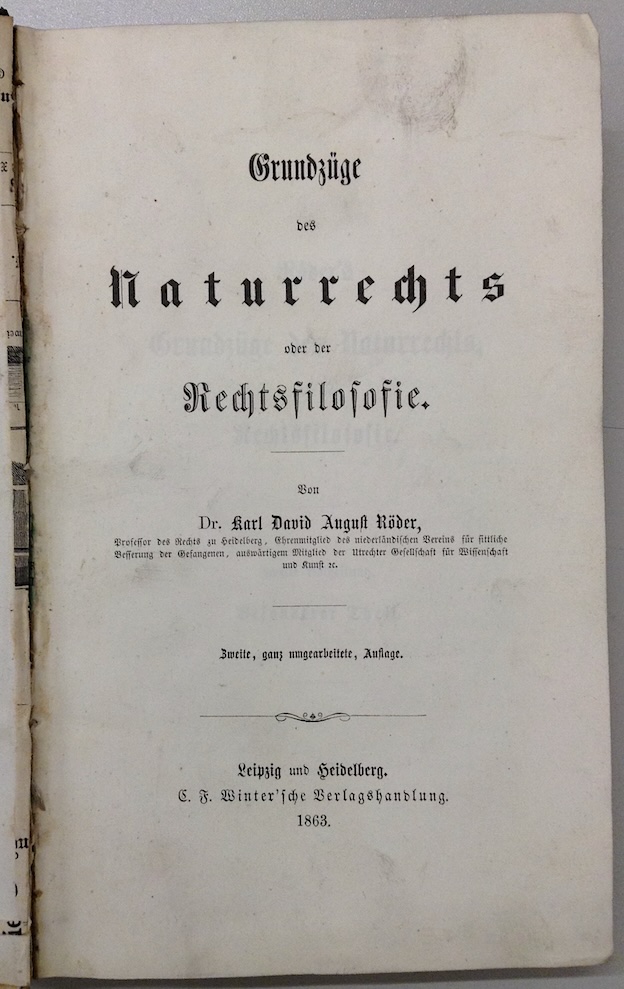 Grundzüge
des
Naturrechts
oder der
Rechtsfilosofie.
Von
Dr. Karl David August Röder,
Professor des Rechts zu Heidelberg, Ehrenmitglied des niederländischen Vereins für sittliche
Besserung der Gefangenen, auswärtigem Mitglied der Utrechter Gesellschaft für Wissenschaft
und Kunst ꝛc.
Zweite, ganz umgearbeitete, Auflage.
Leipzig und Heidelberg.
C. F. Winter'sche Verlagshandlung.
1863.